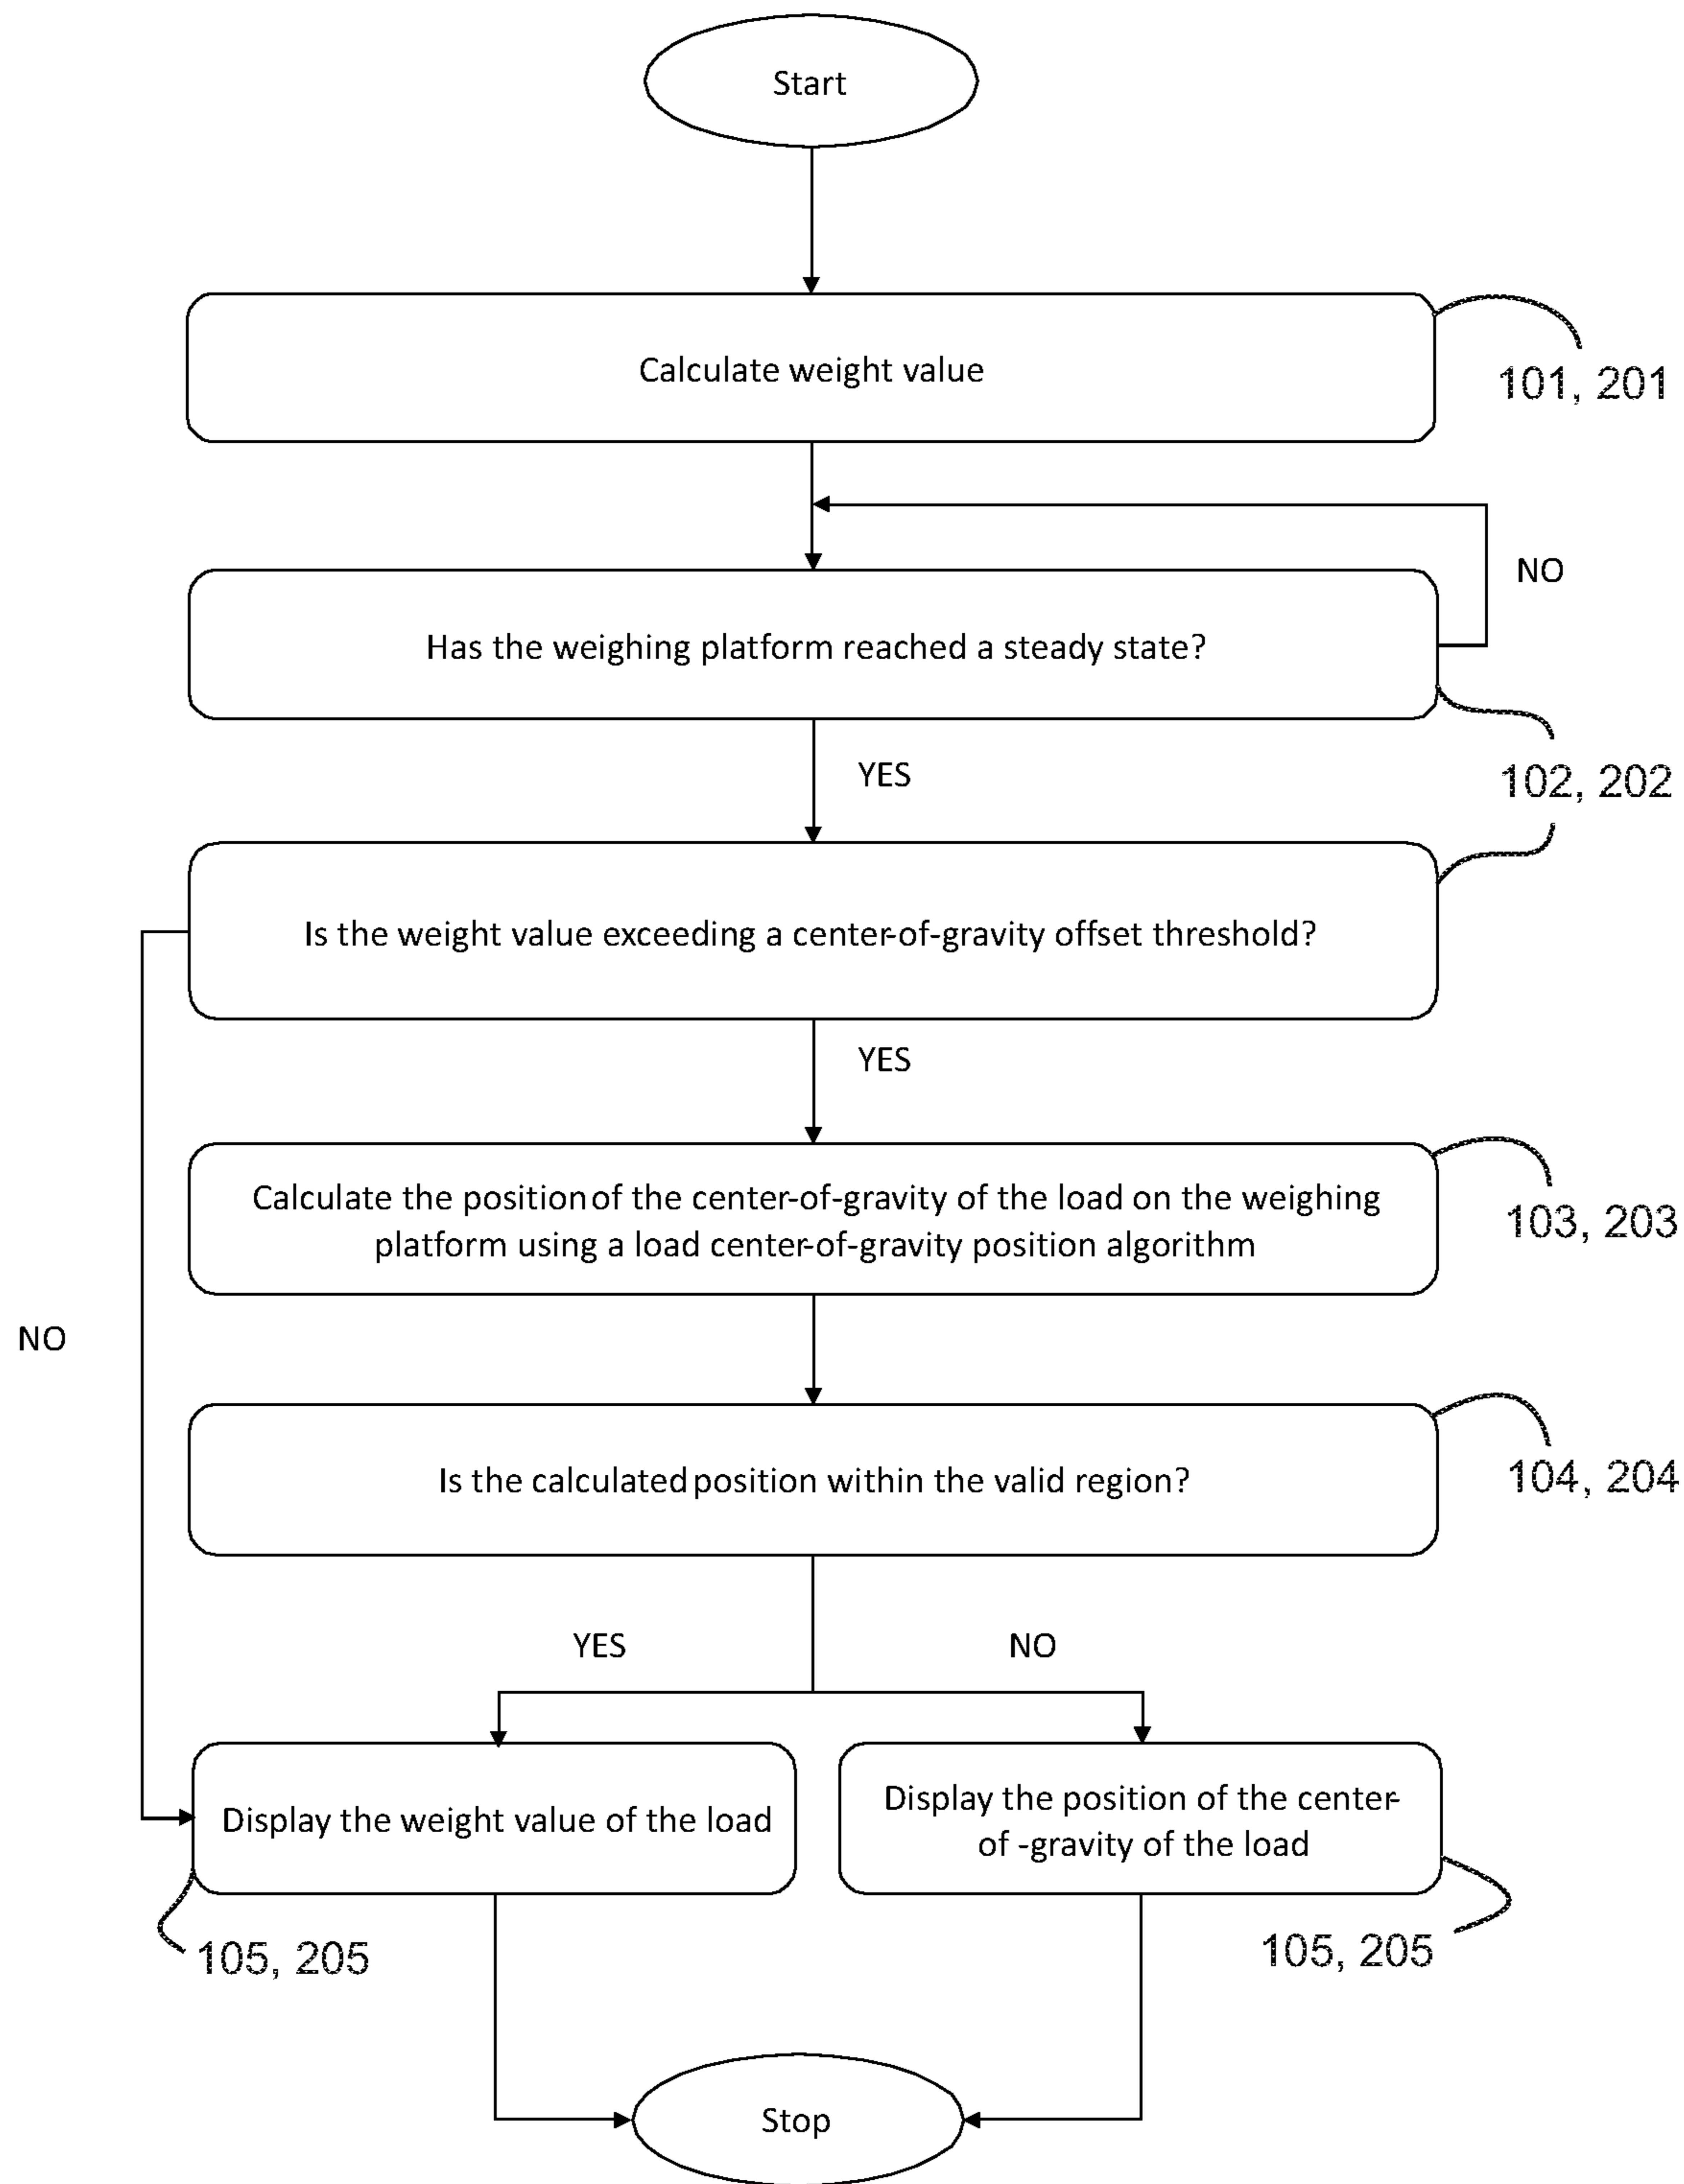 Start
Calculate weight value
101, 201
NO
Has the weighing platform reached a steady state?
YES
102, 202
Is the weight value exceeding a center-of-gravity offset threshold?
YES
Calculate the position of the center-of-gravity of the load on the weighing
platform using a load center-of-gravity position algorithm
103, 203
NO
Is the calculated position within the valid region?
104, 204
YES
NO
Display the weight value of the load
Display the position of the center-
of -gravity of the load
105, 205
105, 205
Stop